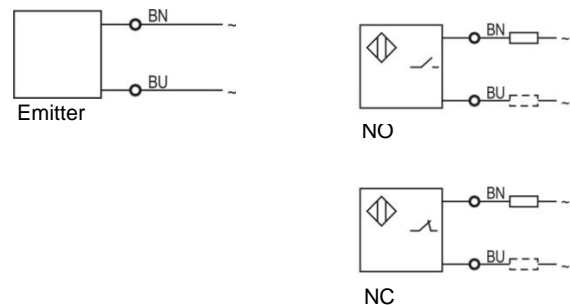 BN ~
BU ~
Emitter
BN ~
BU ~
NO
BN ~
BU ~
NC